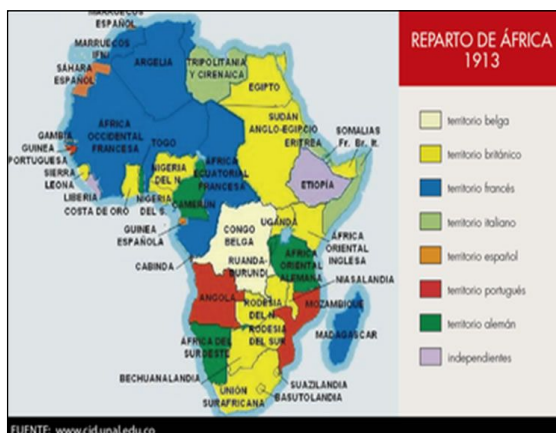 REPARTO DE ÁFRICA
1913
territorio belga
territorio británico
territorio francés
territorio italiano
territorio español
territorio portugués
territorio alemán
independientes
MARRUECOS
ESPAÑOL
MARRUECOS
IFNI
SÁHARA
ESPAÑOL
ARGELIA
TRIPOLITANIA
Y CIRENAICA
EGIPTO
ÁFRICA
OCCIDENTAL
FRANCESA
SUDÁN
ANGLO-EGIPCIO
ERITREA
SOMALIAS
Fr. Br. It.
GAMBIA
GUINEA
PORTUGUESA
SIERRA
LEONA
LIBERIA
COSTA DE ORO
TOGO
NIGERIA
DEL N.
NIGERIA
DEL S.
CAMERÚN
ÁFRICA
ECUATORIAL
FRANCESA
ETIOPÍA
GUINEA
ESPAÑOLA
CABINDA
CONGO
BELGA
UGANDA
RUANDA-
BURUNDI
ÁFRICA
ORIENTAL
INGLESA
ÁFRICA
ORIENTAL
ALEMANA
NIASALANDIA
ANGOLA
RODESIA
DEL N.
MOZAMBIQUE
RODESIA
DEL SUR
MADAGASCAR
ÁFRICA DEL
SUROESTE
BECHUANALANDIA
UNIÓN
SURAFRICANA
SUAZILANDIA
BASUTOLANDIA
FUENTE: www.cid.unal.edu.co